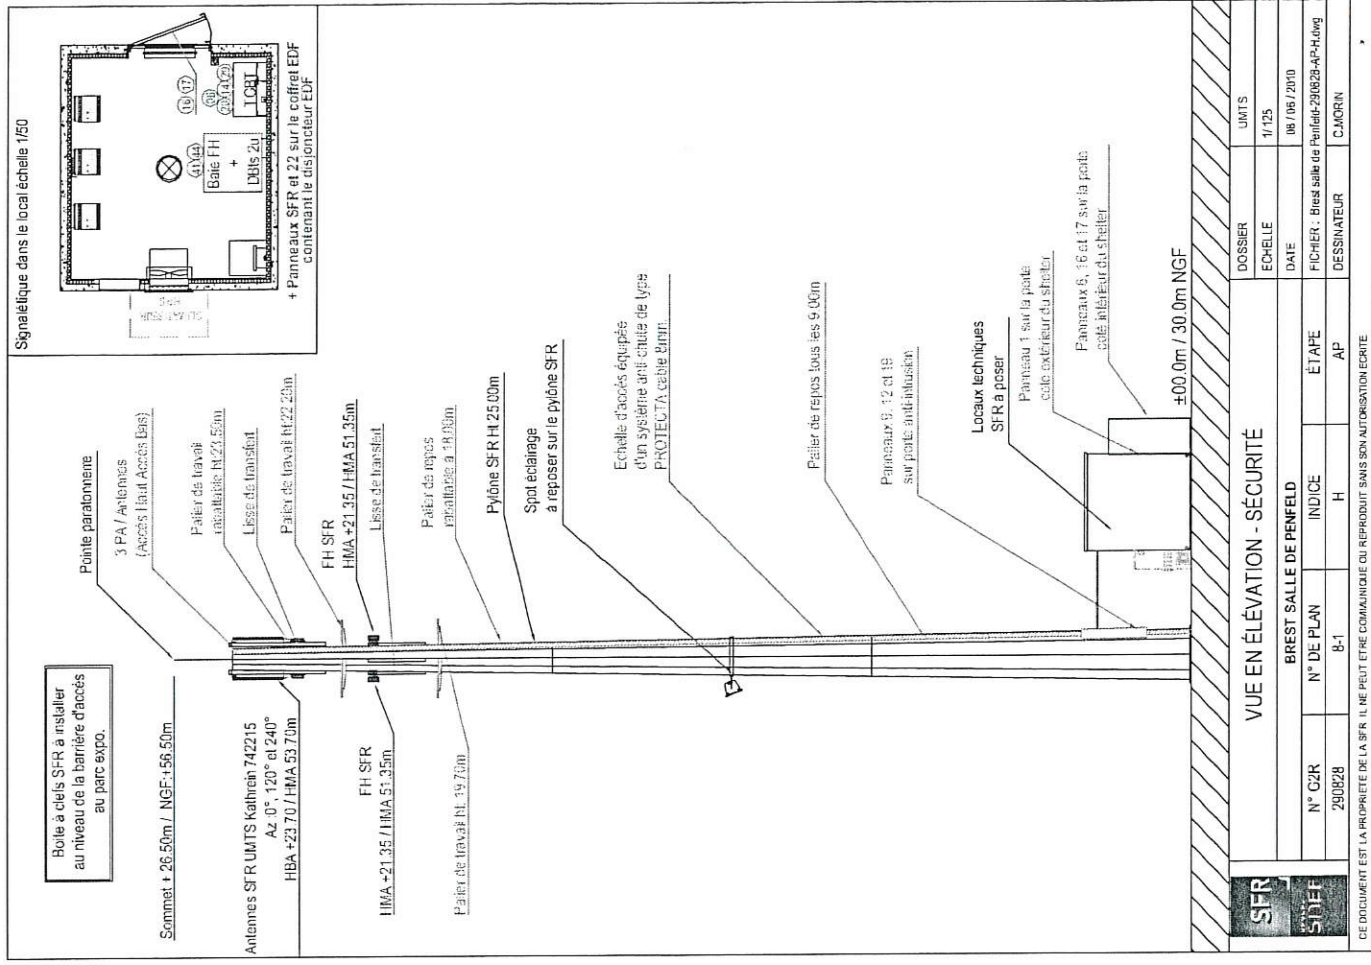 Boite à clefs SFR à installer
au niveau de la barrière d'accès
au parc expo.
Signalétique dans le local échelle 1/50
16 17
20 14 29
41 44
Baie FH
+
DBts 2u
TGBT
+ Panneaux SFR et 22 sur le coffret EDF
contenant le disjoncteur EDF
Sommet + 26.50m / NGF:+56.50m
Antennes SFR UMTS Kathrein 742215
Az :0°, 120° et 240°
HBA +23.70 / HMA 53.70m
FH SFR
HMA +21.35 / HMA 51.35m
Palier de travail ht. 19.70m
Pointe paratonnerre
3 PA / Antennes
(Accès Haut Accès Bas)
Palier de travail
rabattable ht:23.50m
Lisse de transfert
Palier de travail ht:22.20m
FH SFR
HMA +21.35 / HMA 51.35m
Lisse de transfert
Palier de repos
rabattable à 18.00m
Pylône SFR Ht:25.00m
Spot éclairage
à reposer sur le pylône SFR
Echelle d'accès équipée
d'un système anti-chute de type
PROTECTA cable 8mm
Palier de repos tous les 9.00m
Panneaux 9, 12 et 19
sur porte anti-intrusion
Locaux techniques
SFR à poser
Panneau 1 sur la porte
coté extérieur du shelter
Panneaux 6, 16 et 17 sur la porte
coté intérieur du shelter
±00.0m / 30.0m NGF
SFR
SIDER
VUE EN ÉLÉVATION - SÉCURITÉ
BREST SALLE DE PENFELD
N° G2R
N° DE PLAN
INDICE
ÉTAPE
290828
8-1
H
AP
DOSSIER
UMTS
ECHELLE
1/125
DATE
08 / 06 / 2010
FICHIER : Brest salle de Penfeld-290828-AP-H.dwg
DESSINATEUR
C.MORIN
CE DOCUMENT EST LA PROPRIETE DE LA SFR IL NE PEUT ETRE COMMUNIQUE OU REPRODUIT SANS SON AUTORISATION ECRITE